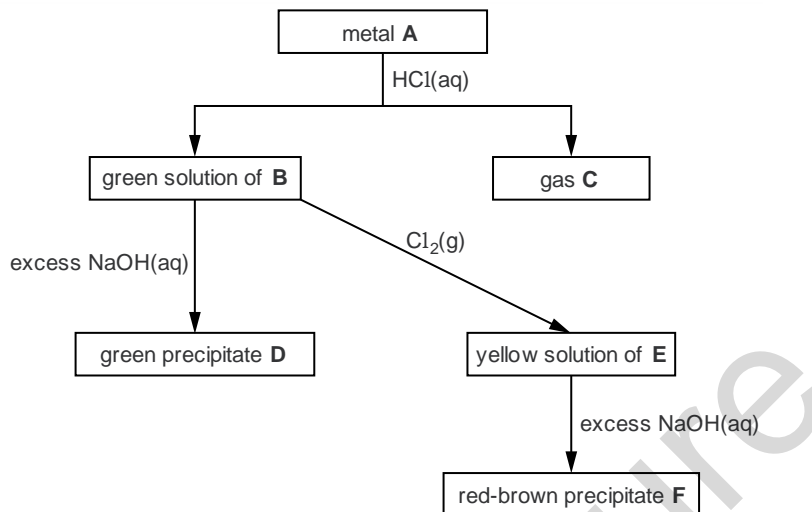 metal A
HCl(aq)
green solution of B
gas C
Cl₂(g)
excess NaOH(aq)
green precipitate D
yellow solution of E
excess NaOH(aq)
red-brown precipitate F